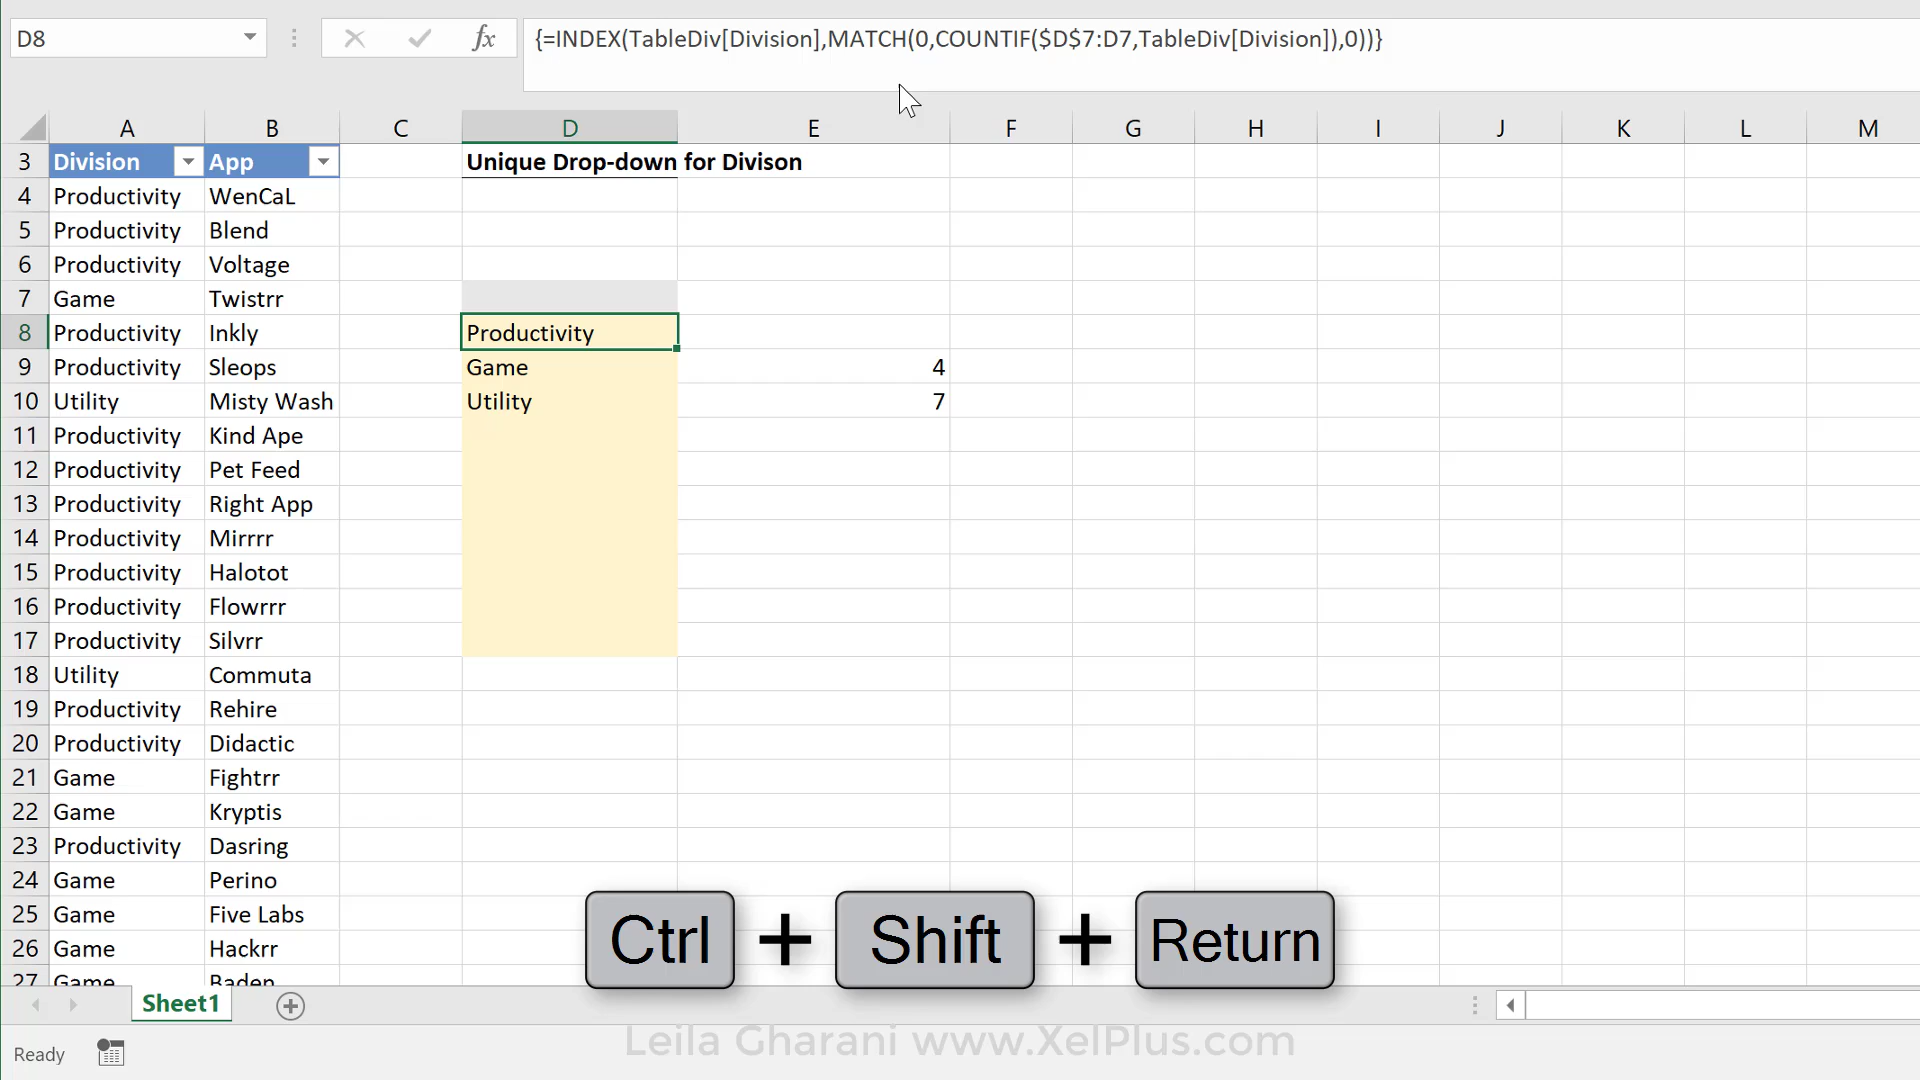 D8 fx {=INDEX(TableDiv[Division],MATCH(0,COUNTIF($D$7:D7,TableDiv[Division]),0))}
A B C D E F G H I J K L M
3 Division App Unique Drop-down for Divison
4 Productivity WenCaL
5 Productivity Blend
6 Productivity Voltage
7 Game Twistrr
8 Productivity Inkly Productivity
9 Productivity Sleops Game 4
10 Utility Misty Wash Utility 7
11 Productivity Kind Ape
12 Productivity Pet Feed
13 Productivity Right App
14 Productivity Mirrrr
15 Productivity Halotot
16 Productivity Flowrrr
17 Productivity Silvrr
18 Utility Commuta
19 Productivity Rehire
20 Productivity Didactic
21 Game Fightrr
22 Game Kryptis
23 Productivity Dasring
24 Game Perino
25 Game Five Labs
26 Game Hackrr
27 Game Baden
Ctrl + Shift + Return
Sheet1
Leila Gharani www.XelPlus.com
Ready